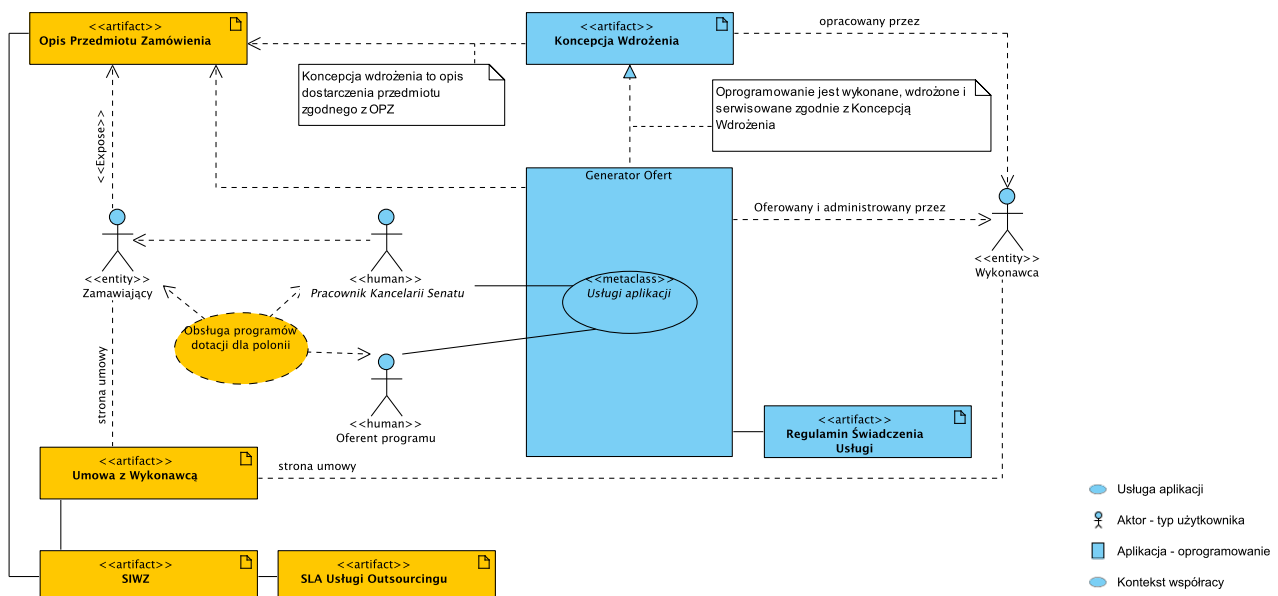 <<artifact>>
Opis Przedmiotu Zamówienia
<<artifact>>
Koncepcja Wdrożenia
opracowany przez
Koncepcja wdrożenia to opis
dostarczenia przedmiotu
zgodnego z OPZ
Oprogramowanie jest wykonane, wdrożone i
serwisowane zgodnie z Koncepcją
Wdrożenia
<<Expose>>
Generator Ofert
Oferowany i administrowany przez
<<entity>>
Zamawiający
<<human>>
Pracownik Kancelarii Senatu
<<metaclass>>
Usługi aplikacji
<<entity>>
Wykonawca
Obsługa programów
dotacji dla polonii
strona umowy
<<human>>
Oferent programu
<<artifact>>
Regulamin Świadczenia
Usługi
<<artifact>>
Umowa z Wykonawcą
strona umowy
<<artifact>>
SIWZ
<<artifact>>
SLA Usługi Outsourcingu
Usługa aplikacji
Aktor - typ użytkownika
Aplikacja - oprogramowanie
Kontekst współracy